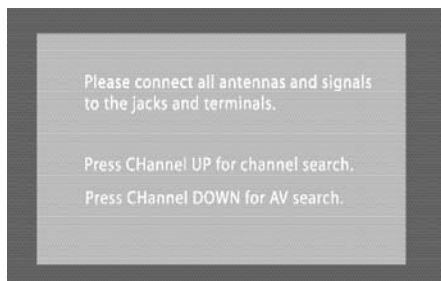 Please connect all antennas and signals
to the jacks and terminals.
Press CHannel UP for channel search.
Press CHannel DOWN for AV search.